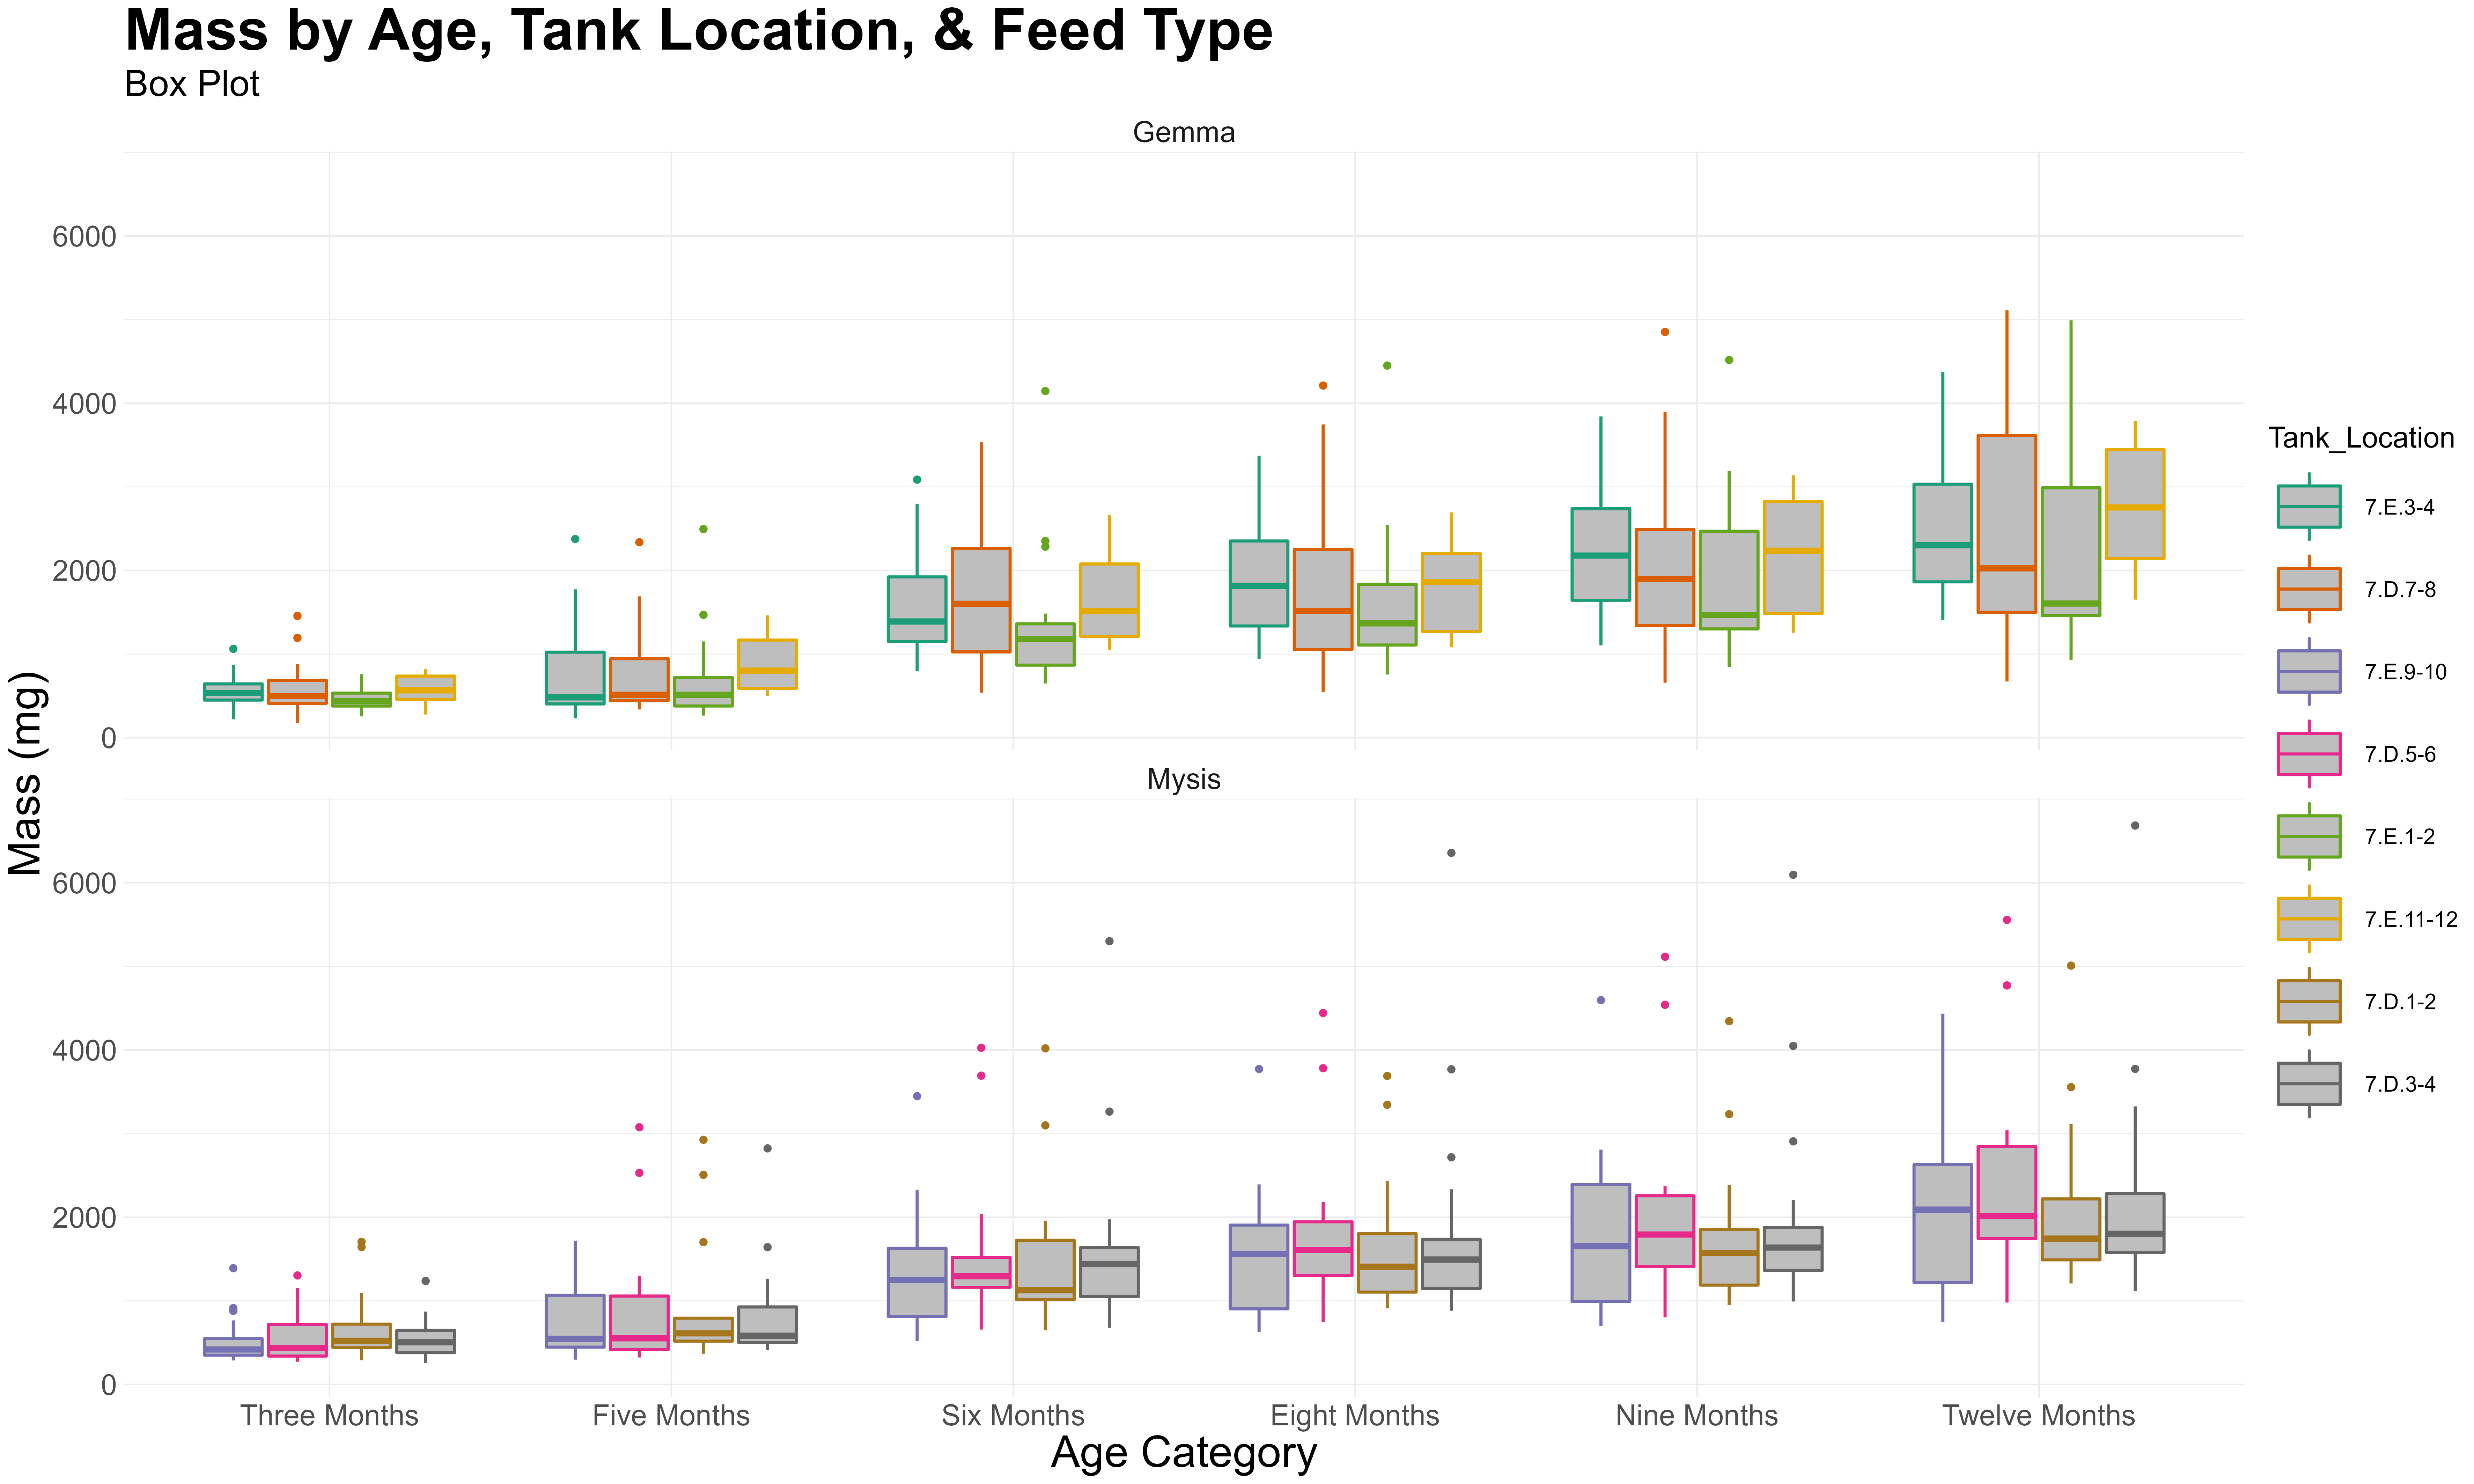 Mass by Age, Tank Location, & Feed Type
Box Plot
Gemma
6000
4000
2000
0
Mysis
6000
4000
2000
0
Mass (mg)
Three Months
Five Months
Six Months
Eight Months
Nine Months
Twelve Months
Age Category
Tank_Location
7.E.3-4
7.D.7-8
7.E.9-10
7.D.5-6
7.E.1-2
7.E.11-12
7.D.1-2
7.D.3-4